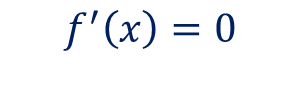 f′(x) = 0